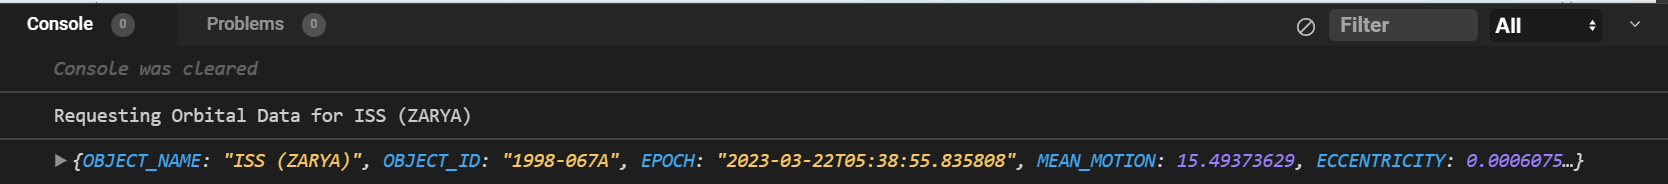 Console 0 Problems 0 Filter All
Console was cleared
Requesting Orbital Data for ISS (ZARYA)
{OBJECT_NAME: "ISS (ZARYA)", OBJECT_ID: "1998-067A", EPOCH: "2023-03-22T05:38:55.835808", MEAN_MOTION: 15.49373629, ECCENTRICITY: 0.0006075…}